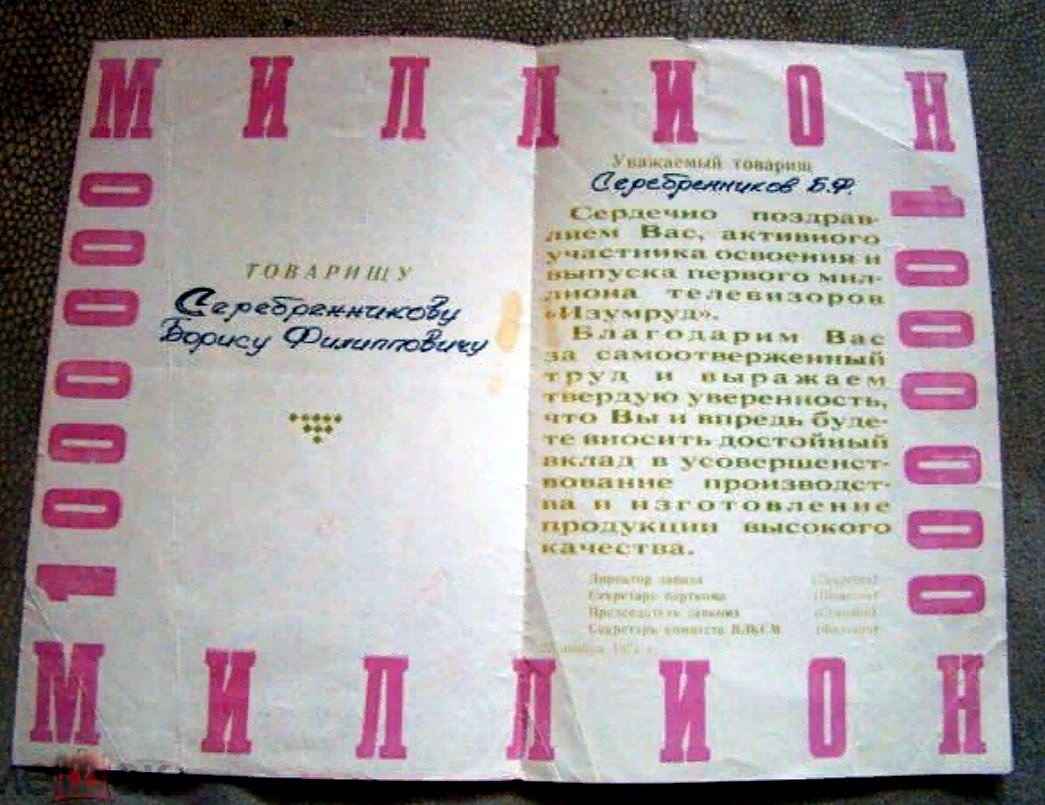 МИЛЛИОН
1000000
ТОВАРИЩУ
Серебренникову
Борису Филипповичу
Уважаемый товарищ
Серебренников Б.Ф.
Сердечно поздрав-
ляем Вас, активного
участника освоения и
выпуска первого мил-
лиона телевизоров
«Изумруд».
Благодарим Вас
за самоотверженный
труд и выражаем
твердую уверенность,
что Вы и впредь буде-
те вносить достойный
вклад в усовершенст-
вование производст-
ва и изготовление
продукции высокого
качества.
Директор завода
Секретарь парткома
Председатель завкома
Секретарь комитета ВЛКСМ
1000000
МИЛЛИОН